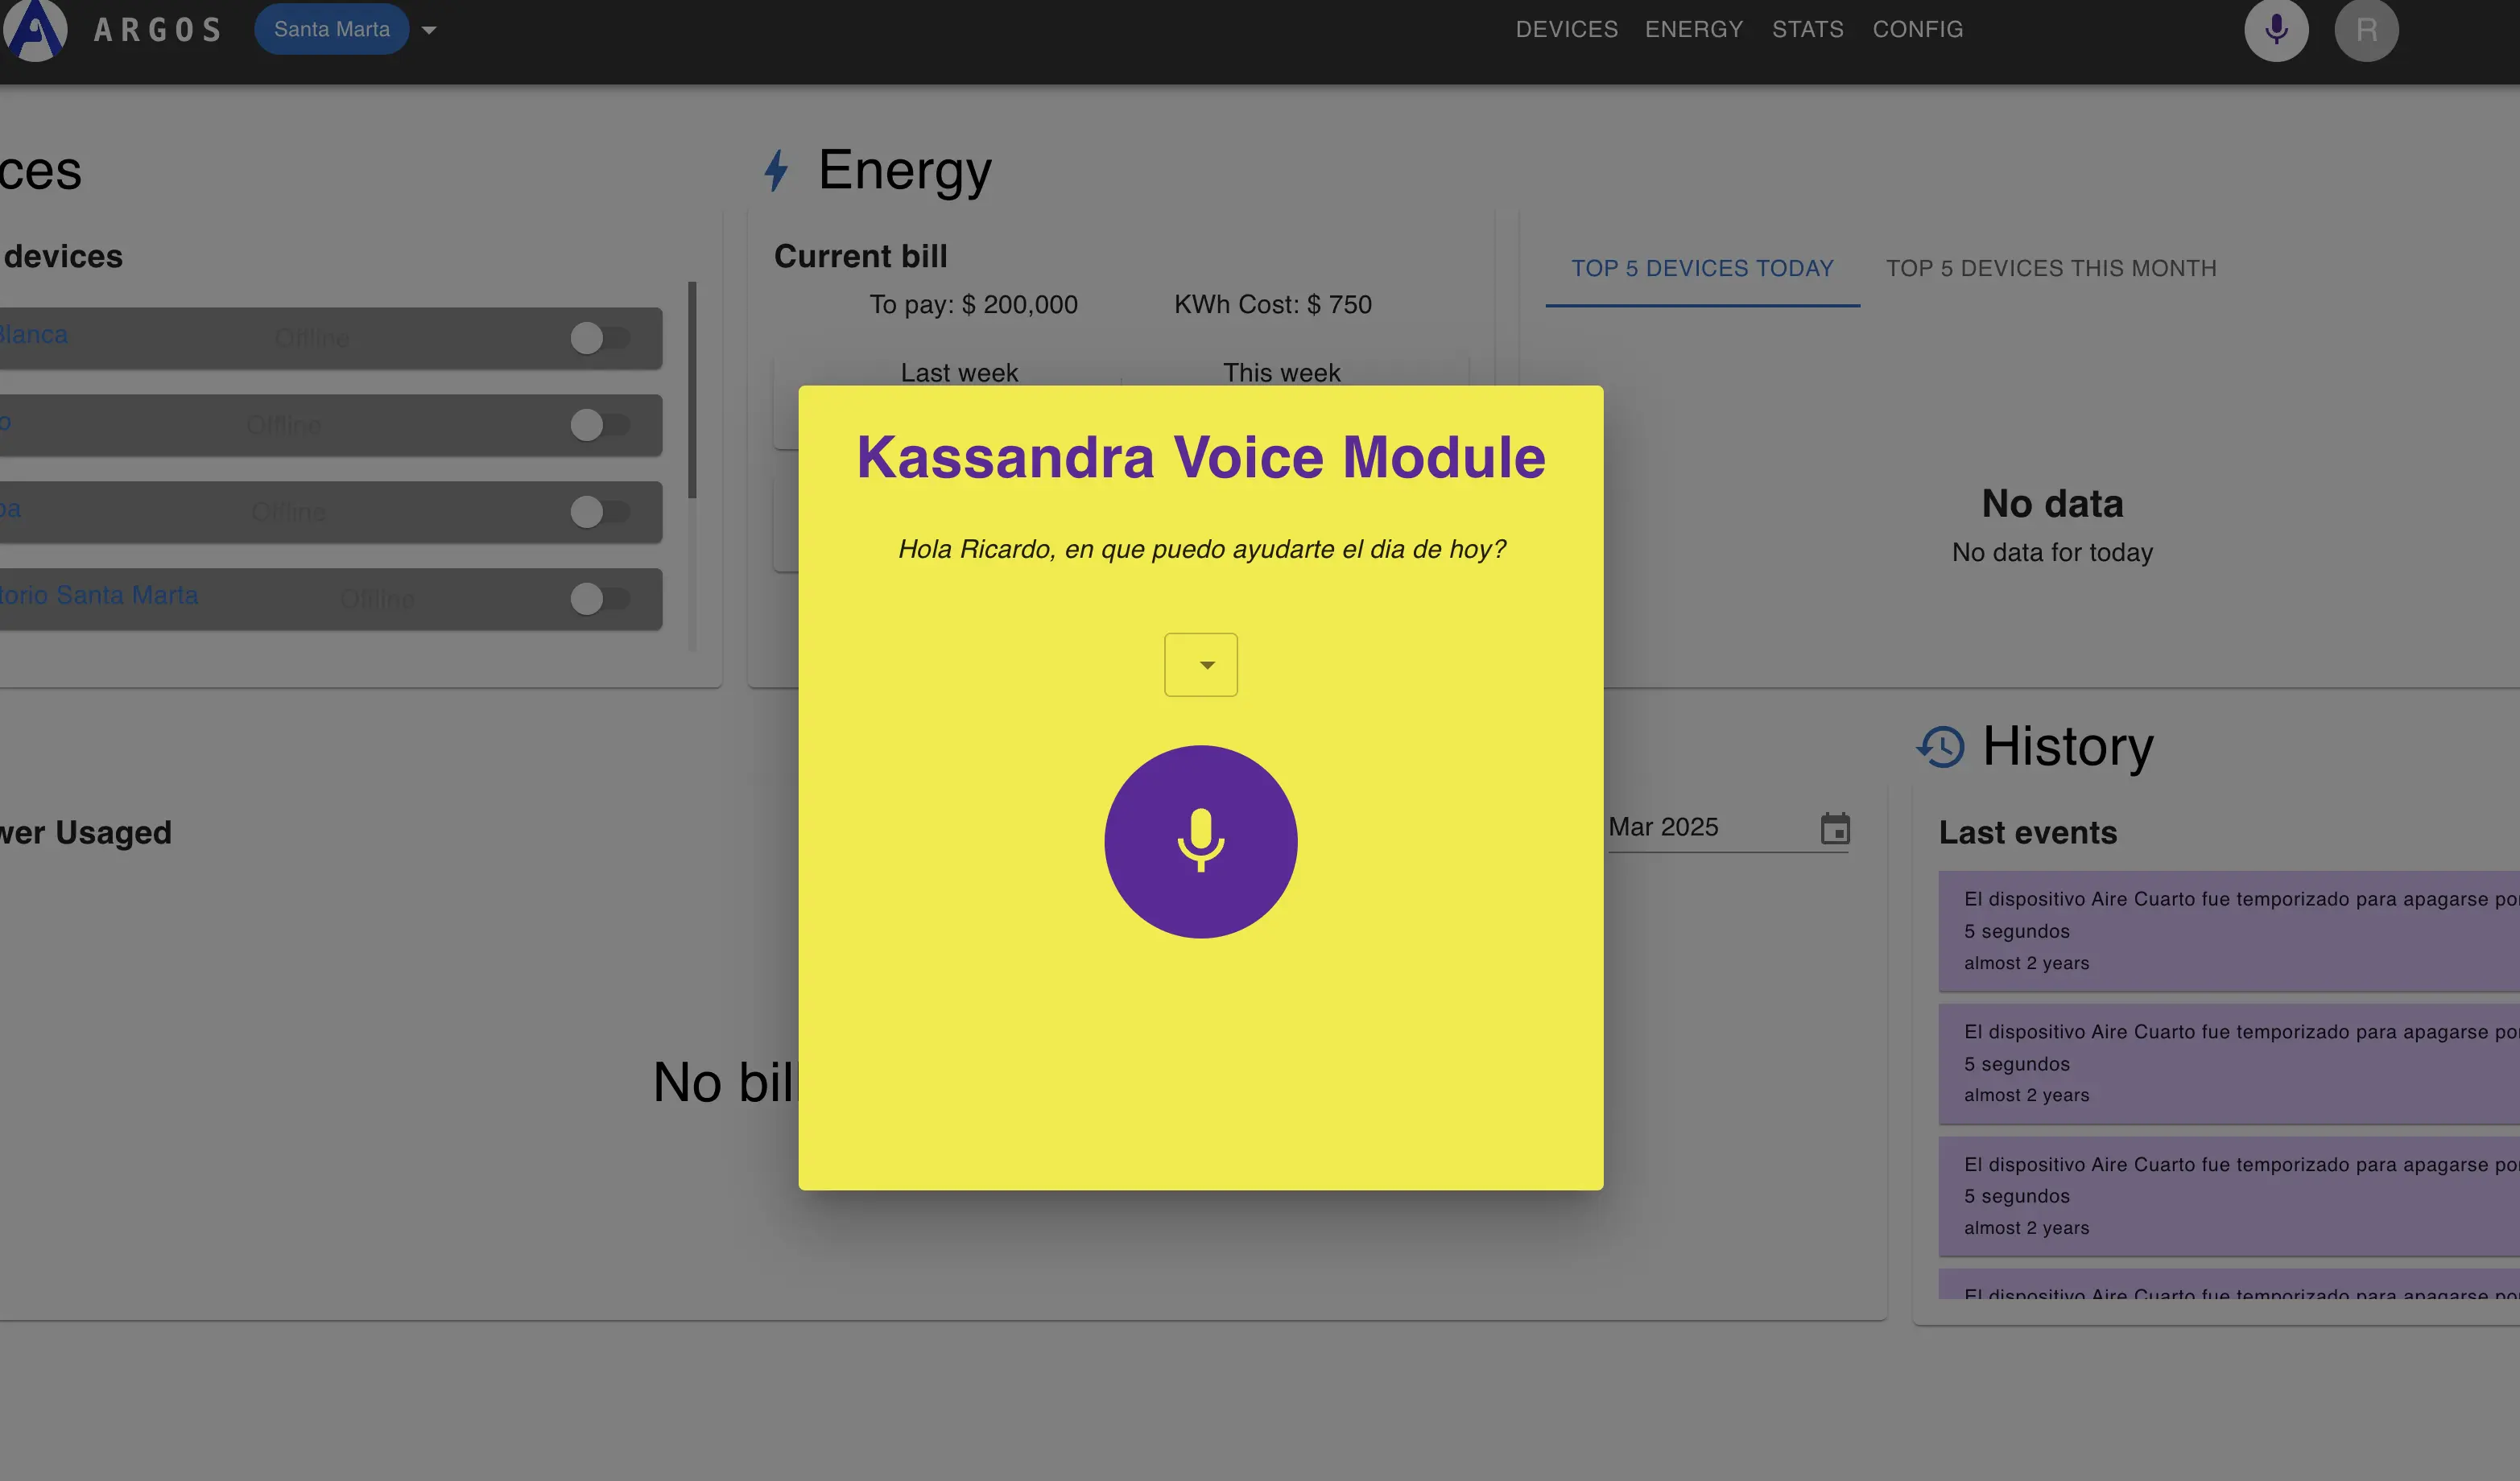 ARGOS Santa Marta DEVICES ENERGY STATS CONFIG R
ces
devices
Blanca Offline
o Offline
pa Offline
torio Santa Marta Offline
Energy
Current bill
To pay: $ 200,000 KWh Cost: $ 750
Last week This week
TOP 5 DEVICES TODAY TOP 5 DEVICES THIS MONTH
No data
No data for today
Kassandra Voice Module
Hola Ricardo, en que puedo ayudarte el dia de hoy?
wer Usaged
Mar 2025
No bil
History
Last events
El dispositivo Aire Cuarto fue temporizado para apagarse por
5 segundos
almost 2 years
El dispositivo Aire Cuarto fue temporizado para apagarse por
5 segundos
almost 2 years
El dispositivo Aire Cuarto fue temporizado para apagarse por
5 segundos
almost 2 years
El dispositivo Aire Cuarto fue temporizado para apagarse por